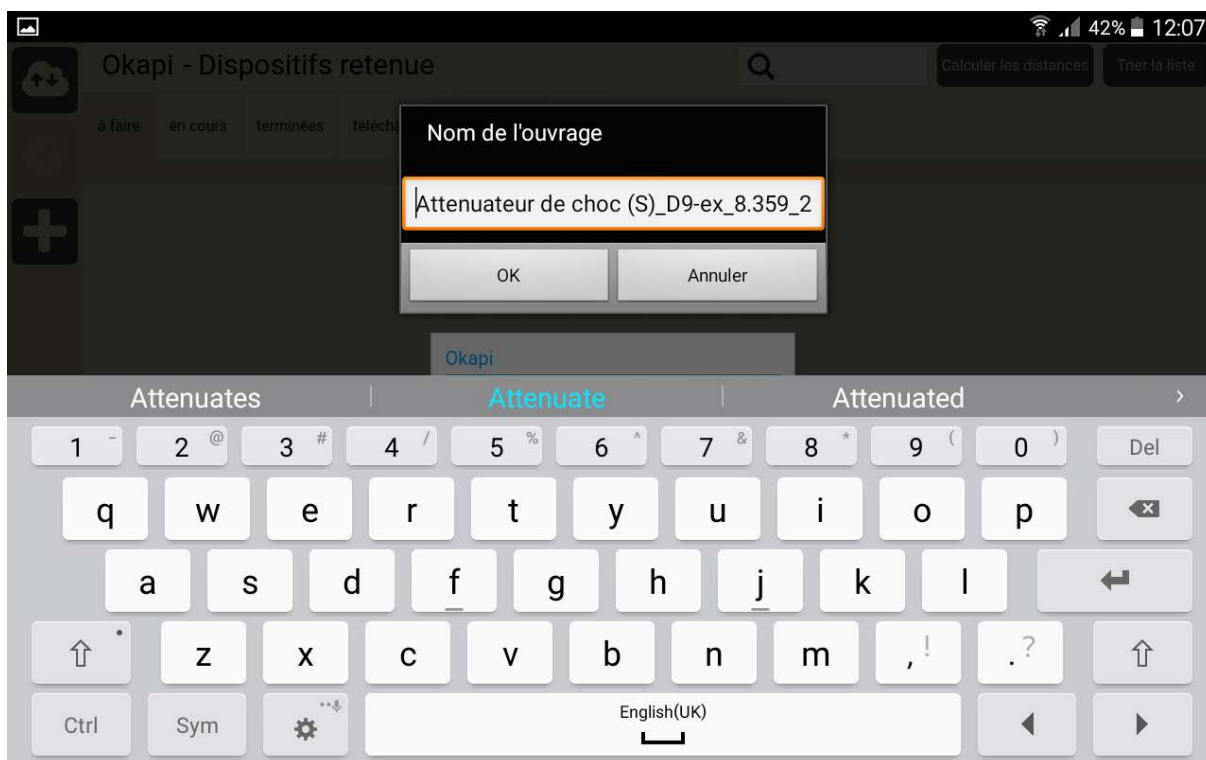 42% 12:07
Okapi - Dispositifs retenue
Calculer les distances
Trier la liste
à faire en cours terminées téléch
Nom de l'ouvrage
Attenuateur de choc (S)_D9-ex_8.359_2
OK Annuler
Okapi
Attenuates Attenuate Attenuated >
1 - 2 @ 3 # 4 / 5 % 6 ^ 7 & 8 * 9 ( 0 ) Del
q w e r t y u i o p
a s d f g h j k l
z x c v b n m , ! . ?
Ctrl Sym English(UK)